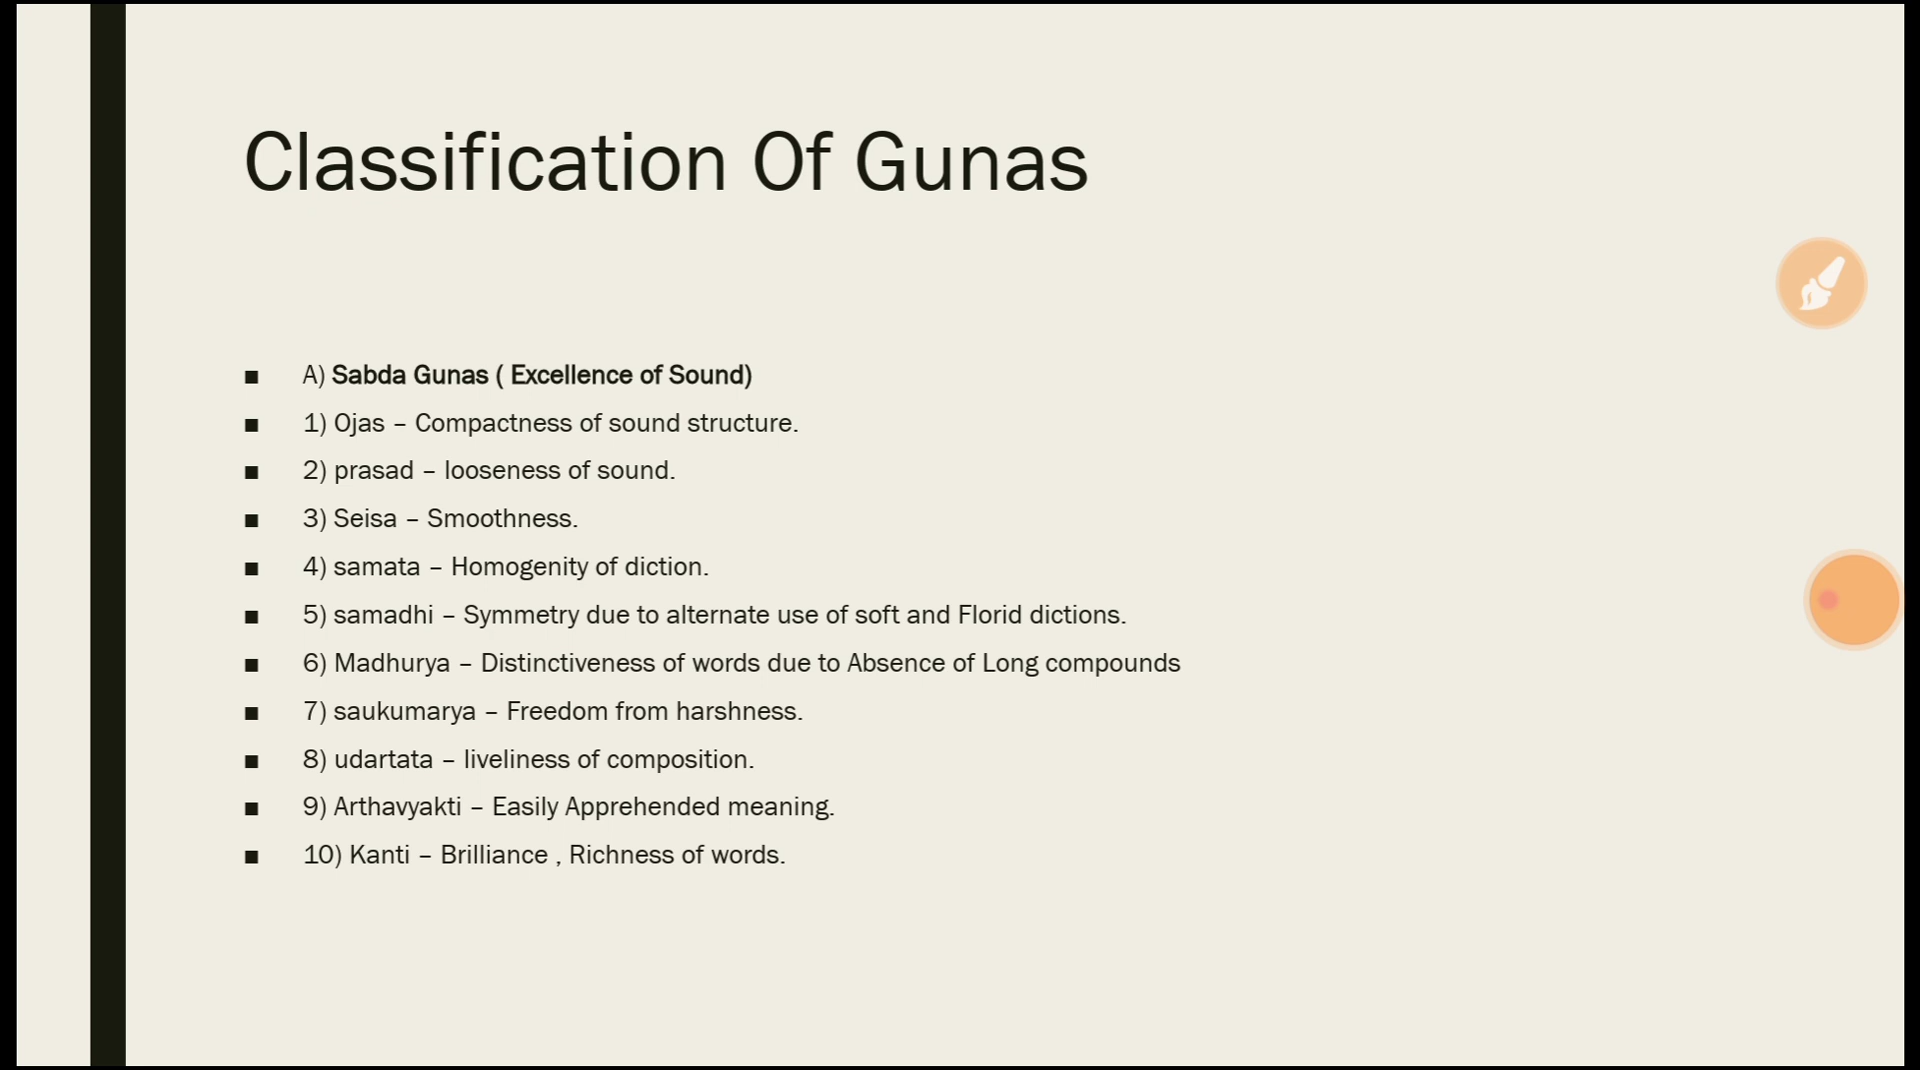 Classification Of Gunas
■ A) Sabda Gunas ( Excellence of Sound)
■ 1) Ojas – Compactness of sound structure.
■ 2) prasad – looseness of sound.
■ 3) Seisa – Smoothness.
■ 4) samata – Homogenity of diction.
■ 5) samadhi – Symmetry due to alternate use of soft and Florid dictions.
■ 6) Madhurya – Distinctiveness of words due to Absence of Long compounds
■ 7) saukumarya – Freedom from harshness.
■ 8) udartata – liveliness of composition.
■ 9) Arthavyakti – Easily Apprehended meaning.
■ 10) Kanti – Brilliance , Richness of words.